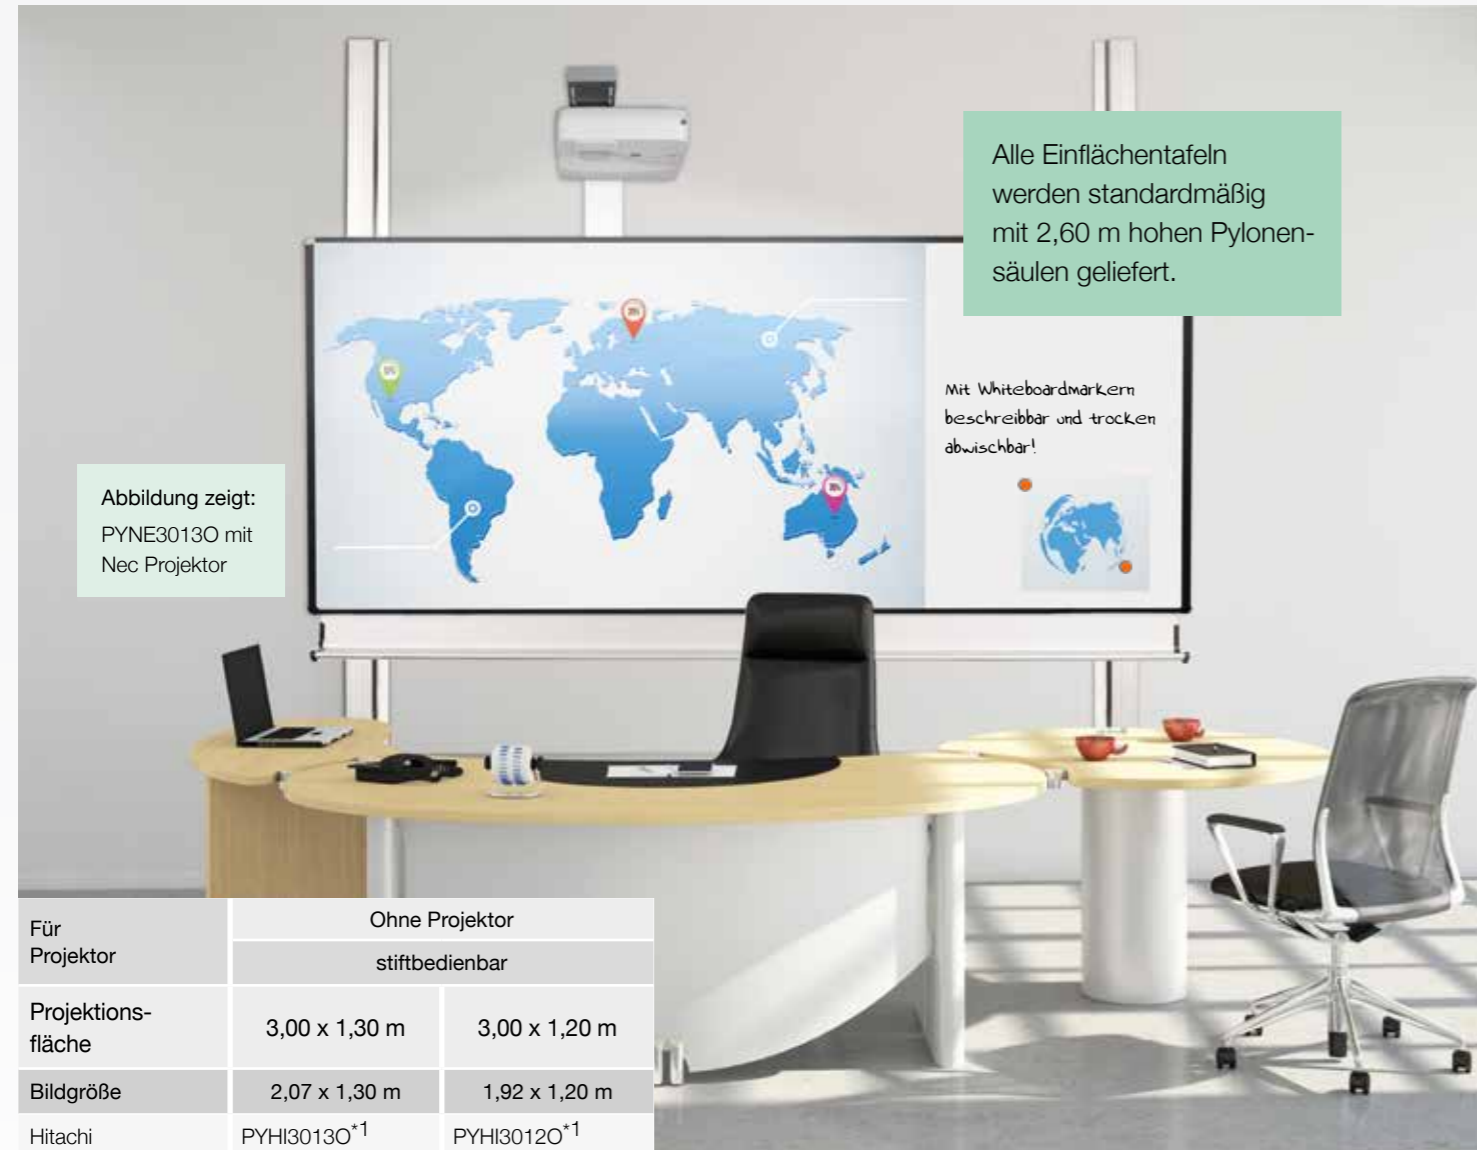 Alle Einflächentafeln
werden standardmäßig
mit 2,60 m hohen Pylonen-
säulen geliefert.
Mit Whiteboardmarkern
beschreibbar und trocken
abwischbar!
Abbildung zeigt:
PYNE3013O mit
Nec Projektor
Für
Projektor
Ohne Projektor
stiftbedienbar
Projektions-
fläche
3,00 x 1,30 m
3,00 x 1,20 m
Bildgröße
2,07 x 1,30 m
1,92 x 1,20 m
Hitachi
PYHI3013O*1
PYHI3012O*1